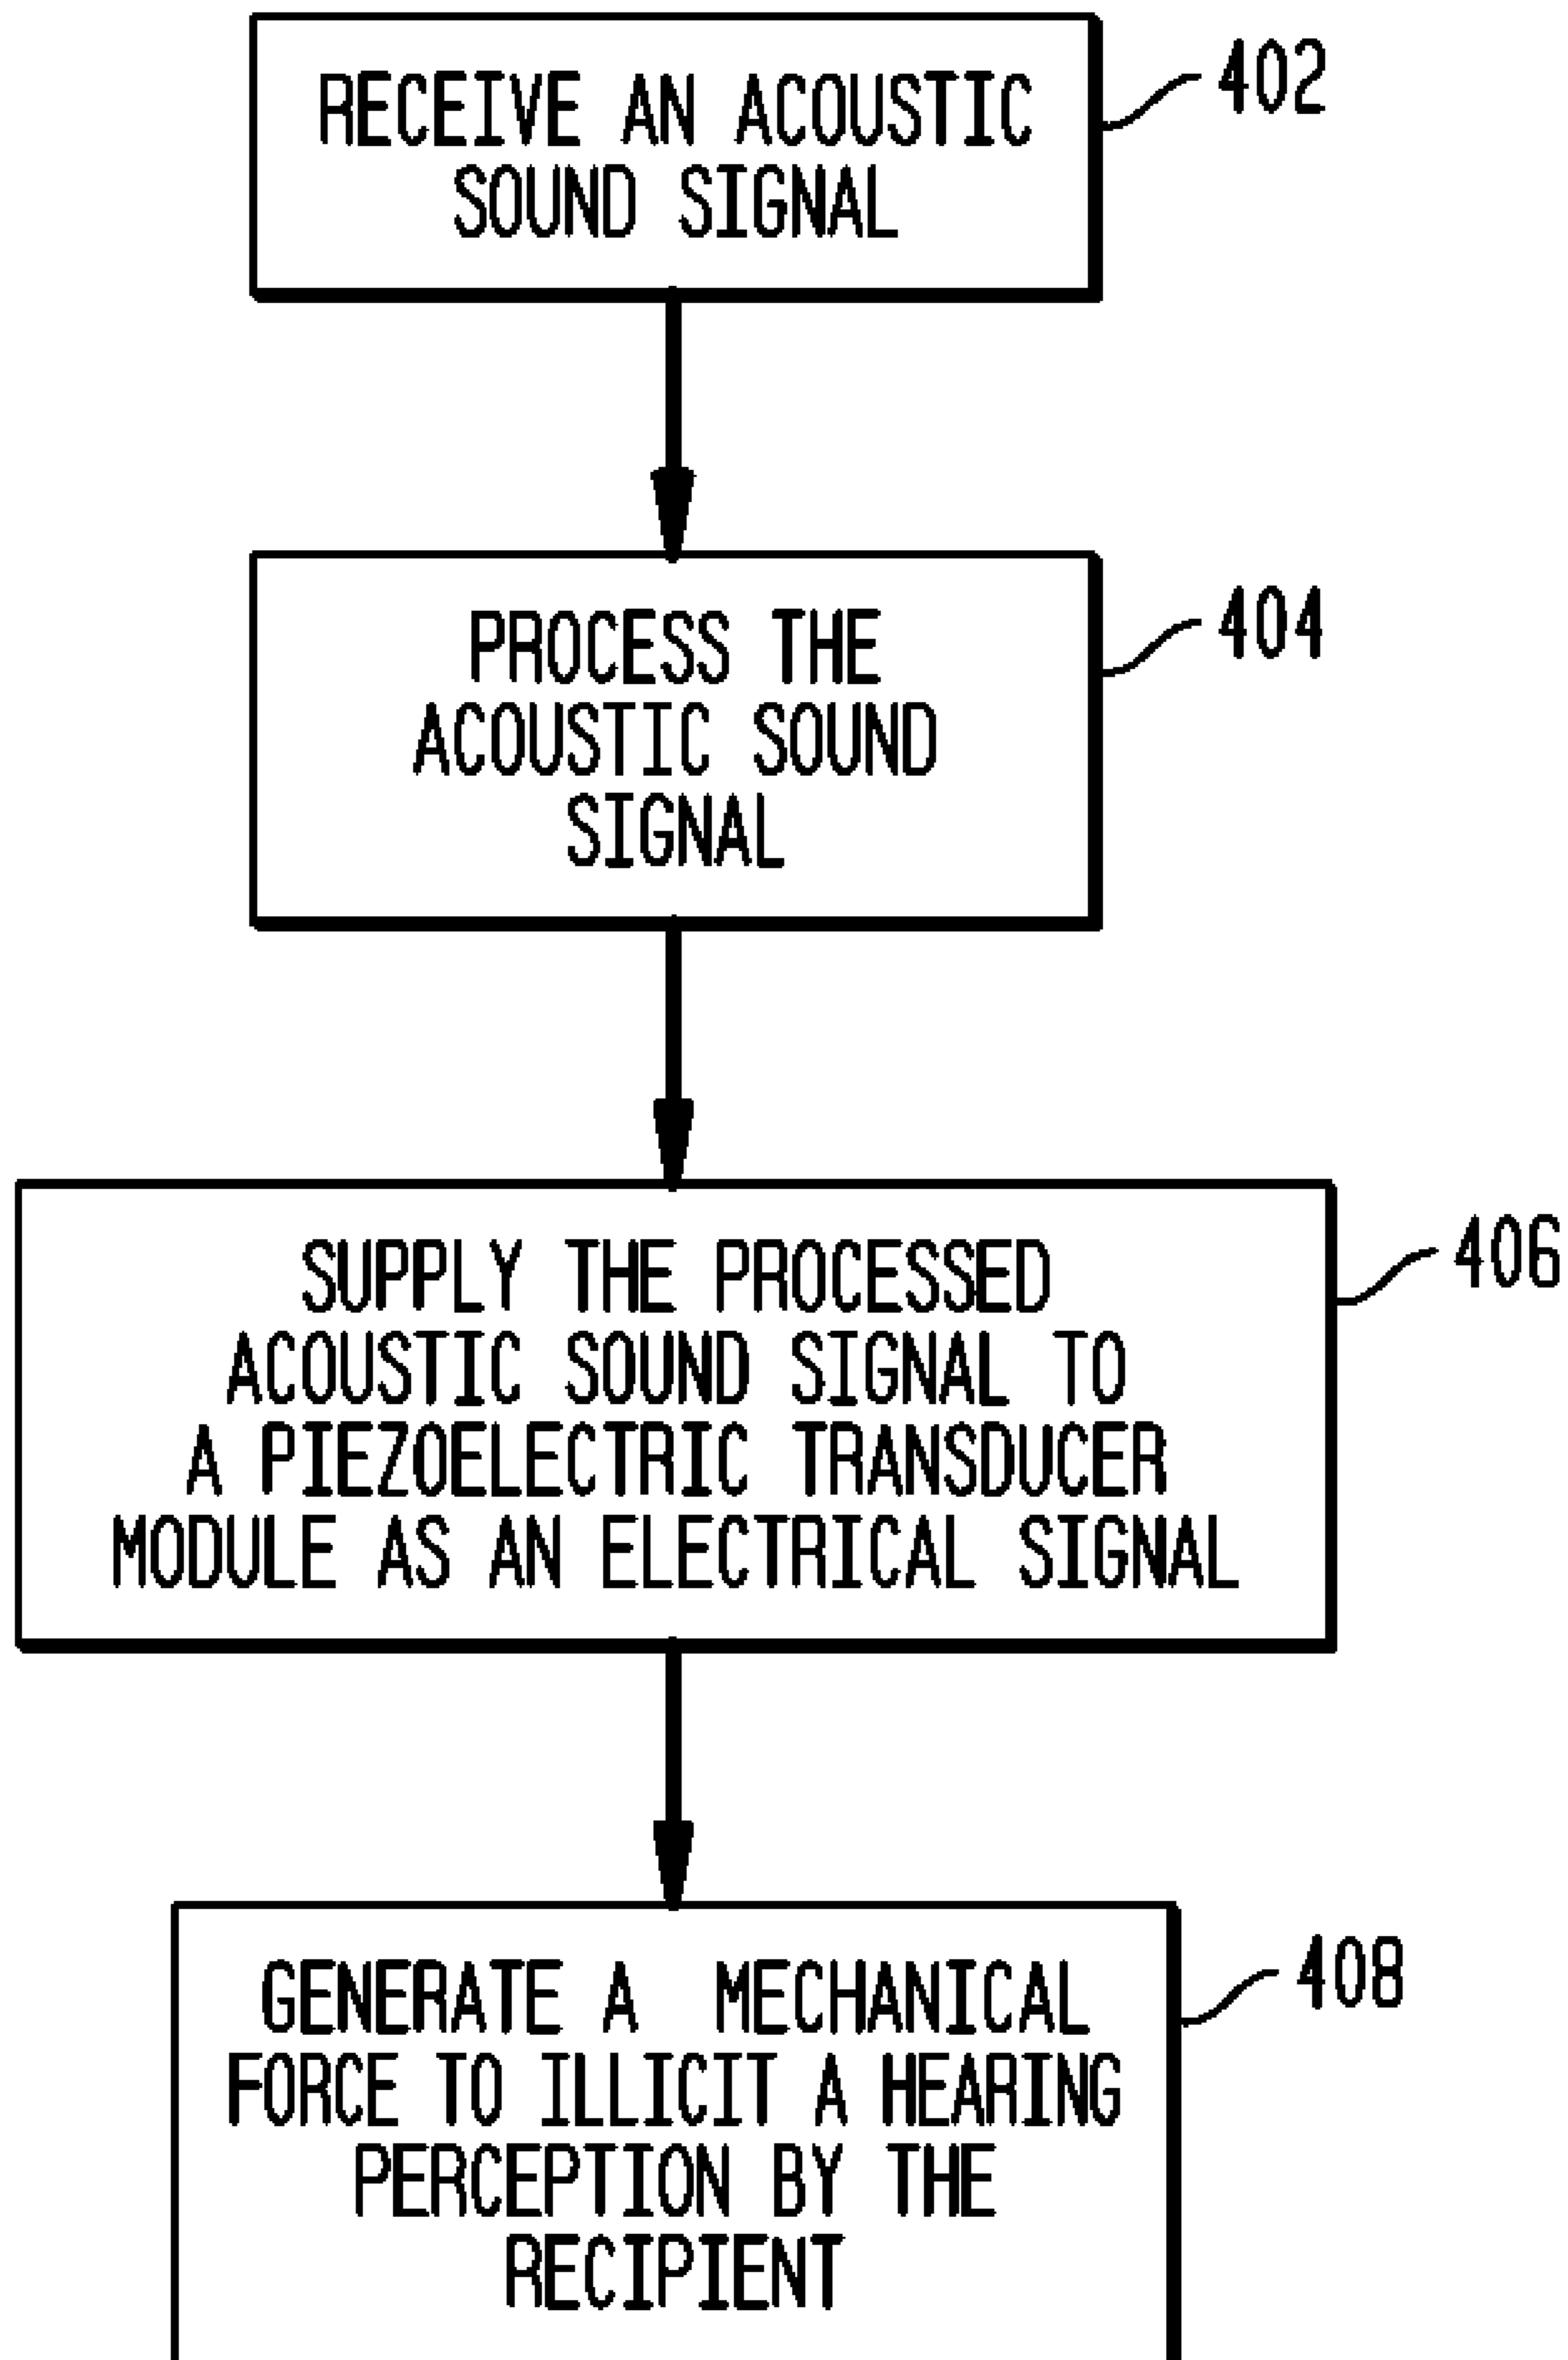 RECEIVE AN ACOUSTIC
SOUND SIGNAL
402
PROCESS THE
ACOUSTIC SOUND
SIGNAL
404
SUPPLY THE PROCESSED
ACOUSTIC SOUND SIGNAL TO
A PIEZOELECTRIC TRANSDUCER
MODULE AS AN ELECTRICAL SIGNAL
406
GENERATE A MECHANICAL
FORCE TO ILLICIT A HEARING
PERCEPTION BY THE
RECIPIENT
408